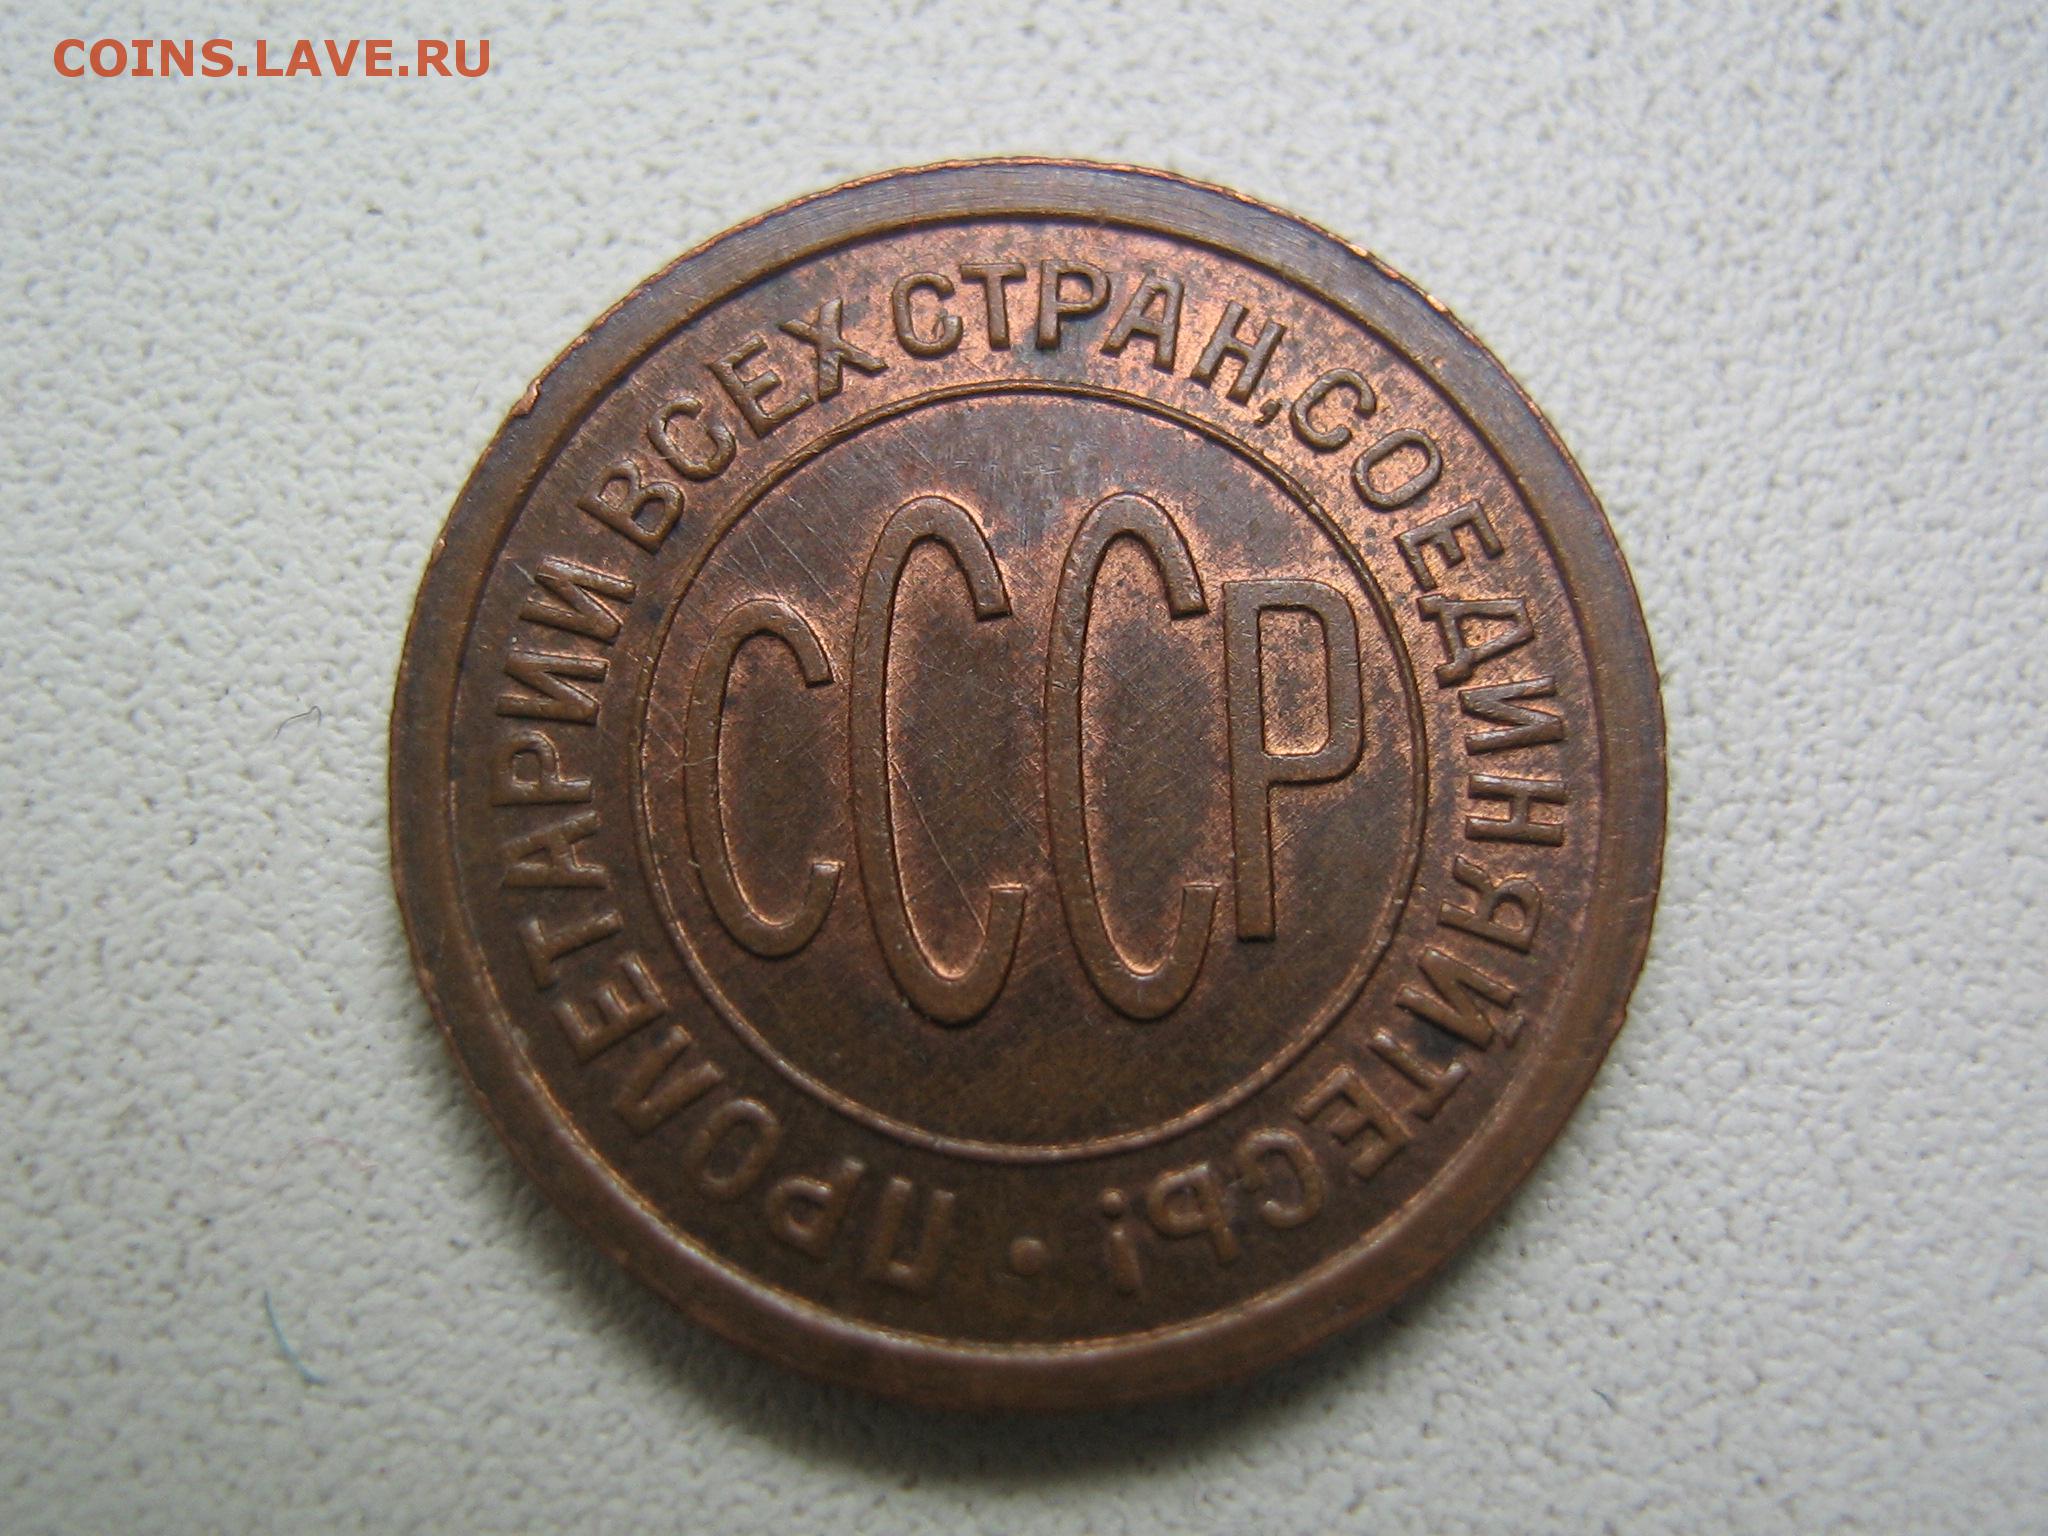 COINS.LAVE.RU
ПРОЛЕТАРИИ ВСЕХ СТРАН, СОЕДИНЯЙТЕСЬ! •
СССР